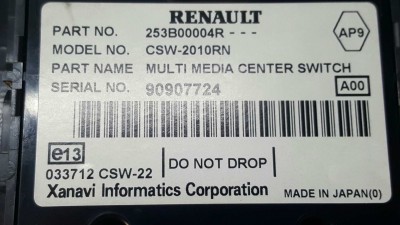 RENAULT
PART NO. 253B00004R - - -
AP9
MODEL NO. CSW-2010RN
PART NAME MULTI MEDIA CENTER SWITCH
SERIAL NO. 90907724
A00
e13
033712 CSW-22
DO NOT DROP
Xanavi Informatics Corporation MADE IN JAPAN(0)